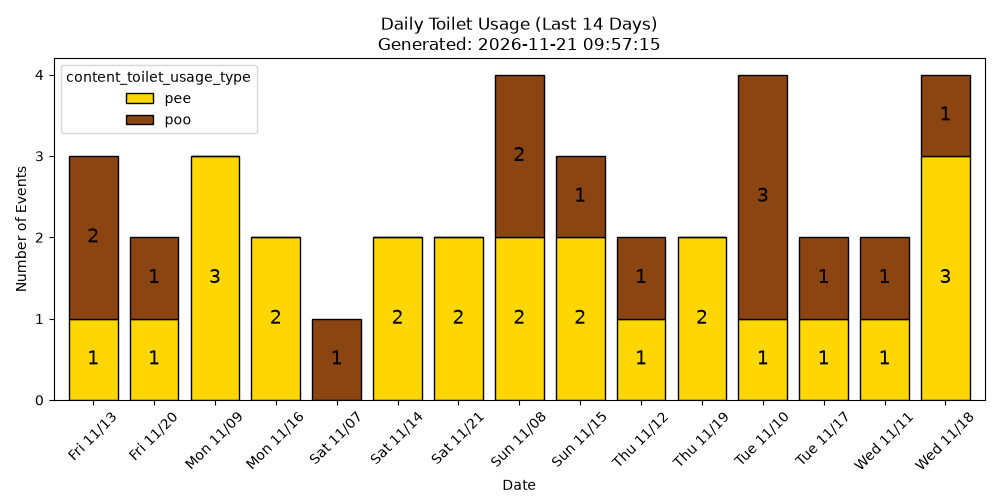 Daily Toilet Usage (Last 14 Days)
Generated: 2026-11-21 09:57:15
content_toilet_usage_type
pee
poo
Number of Events
4
3
2
1
0
2 1
1 1
3
2
1
2
2
2 2
1 2
1 1
2
3 1
1 1
1 1
1 3
Fri 11/13
Fri 11/20
Mon 11/09
Mon 11/16
Sat 11/07
Sat 11/14
Sat 11/21
Sun 11/08
Sun 11/15
Thu 11/12
Thu 11/19
Tue 11/10
Tue 11/17
Wed 11/11
Wed 11/18
Date